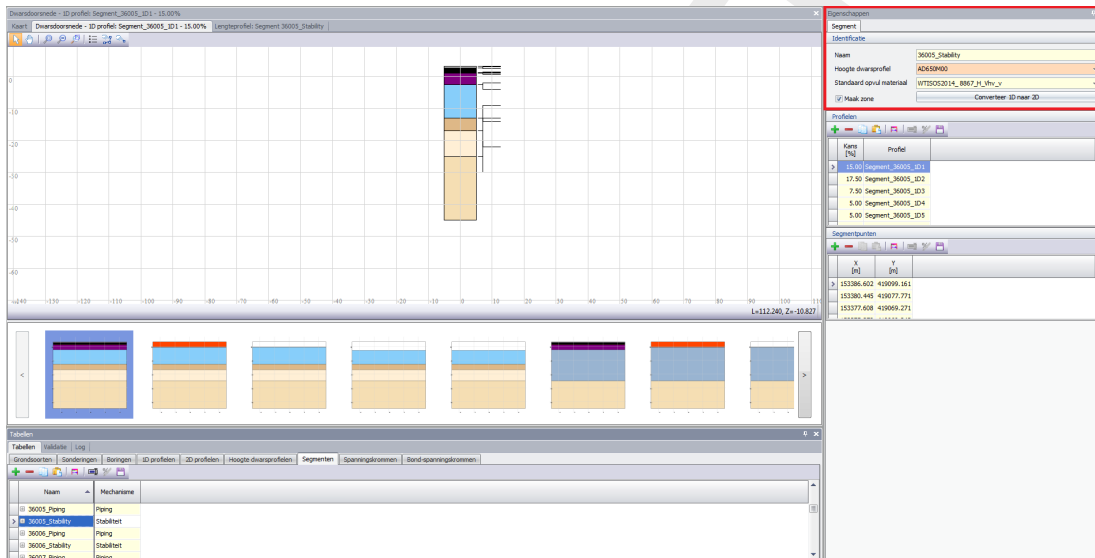 Dwarsdoorsnede - 1D profiel: Segment_36005_1D1 - 15.00%
Kaart Dwarsdoorsnede - 1D profiel: Segment_36005_1D1 - 15.00% Lengteprofiel: Segment 36005_Stability
0
-10
-20
-30
-40
-50
-60
-130 -120 -110 -100 -90 -80 -70 -60 -50 -40 -30 -20 -10 0 10 20 30 40 50 60 70 80 90 100
L=112.240, Z=-10.827
< >
Eigenschappen
Segment
Identificatie
Naam 36005_Stability
Hoogte dwarsprofiel AD650M00
Standaard opvul materiaal WTISOS2014_8867_H_Vhv_v
Maak zone Converteer 1D naar 2D
Profielen
Kans [%] Profiel
15.00 Segment_36005_1D1
17.50 Segment_36005_1D2
7.50 Segment_36005_1D3
5.00 Segment_36005_1D4
5.00 Segment_36005_1D5
Segmentpunten
X [m] Y [m]
153386.602 419099.161
153380.445 419077.771
153377.608 419069.271
Tabellen
Tabellen Validatie Log
Grondsoorten Sonderingen Boringen 1D profielen 2D profielen Hoogte dwarsprofielen Segmenten Spanningskrommen Bond-spanningskrommen
Naam Mechanisme
36005_Piping Piping
36005_Stability Stabiliteit
36006_Piping Piping
36006_Stability Stabiliteit
36007_Piping Piping